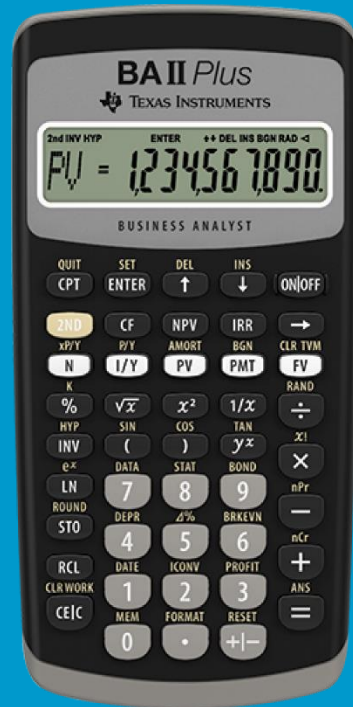 BA II Plus
TEXAS INSTRUMENTS
2nd INV HYP ENTER ↑↓ DEL INS BGN RAD ◁
PV = 1,234,567,890.
BUSINESS ANALYST
QUIT SET DEL INS
CPT ENTER ↑ ↓ ON|OFF
2ND CF NPV IRR →
xP/Y P/Y AMORT BGN CLR TVM
N I/Y PV PMT FV
K RAND
% √x x² 1/x ÷
HYP SIN COS TAN x!
INV ( ) yˣ ×
eˣ DATA STAT BOND nPr
LN 7 8 9 −
ROUND DEPR Δ% BRKEVN nCr
STO 4 5 6 +
DATE ICONV PROFIT
RCL 1 2 3
CLR WORK ANS
CE|C =
MEM FORMAT RESET
0 . +|−